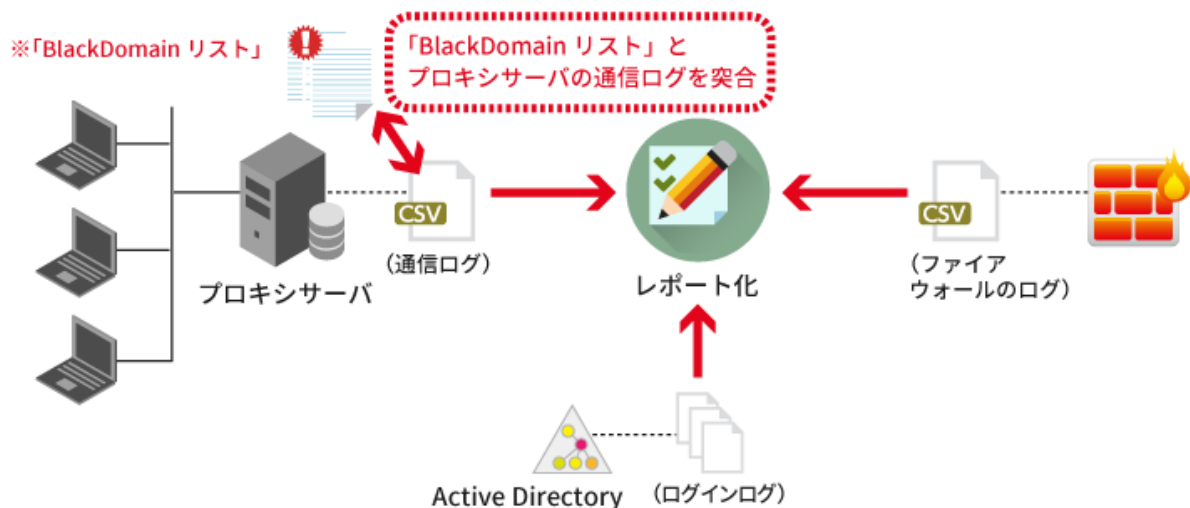 ※「BlackDomain リスト」
「BlackDomain リスト」と
プロキシサーバの通信ログを突合
CSV
（通信ログ）
プロキシサーバ
レポート化
CSV
（ファイア
ウォールのログ）
Active Directory
（ログインログ）